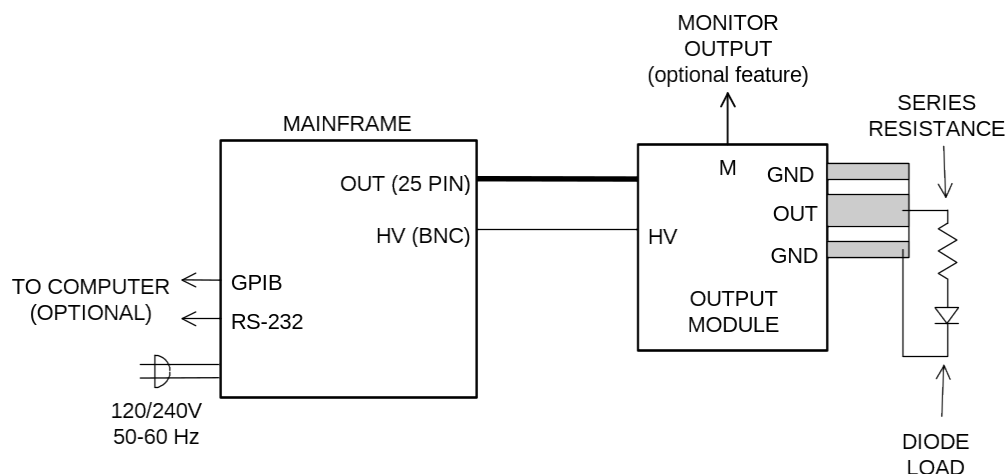 MONITOR
OUTPUT
(optional feature)
SERIES
RESISTANCE
MAINFRAME
OUT (25 PIN)
HV (BNC)
GPIB
RS-232
TO COMPUTER
(OPTIONAL)
120/240V
50-60 Hz
M
GND
OUT
GND
HV
OUTPUT
MODULE
DIODE
LOAD